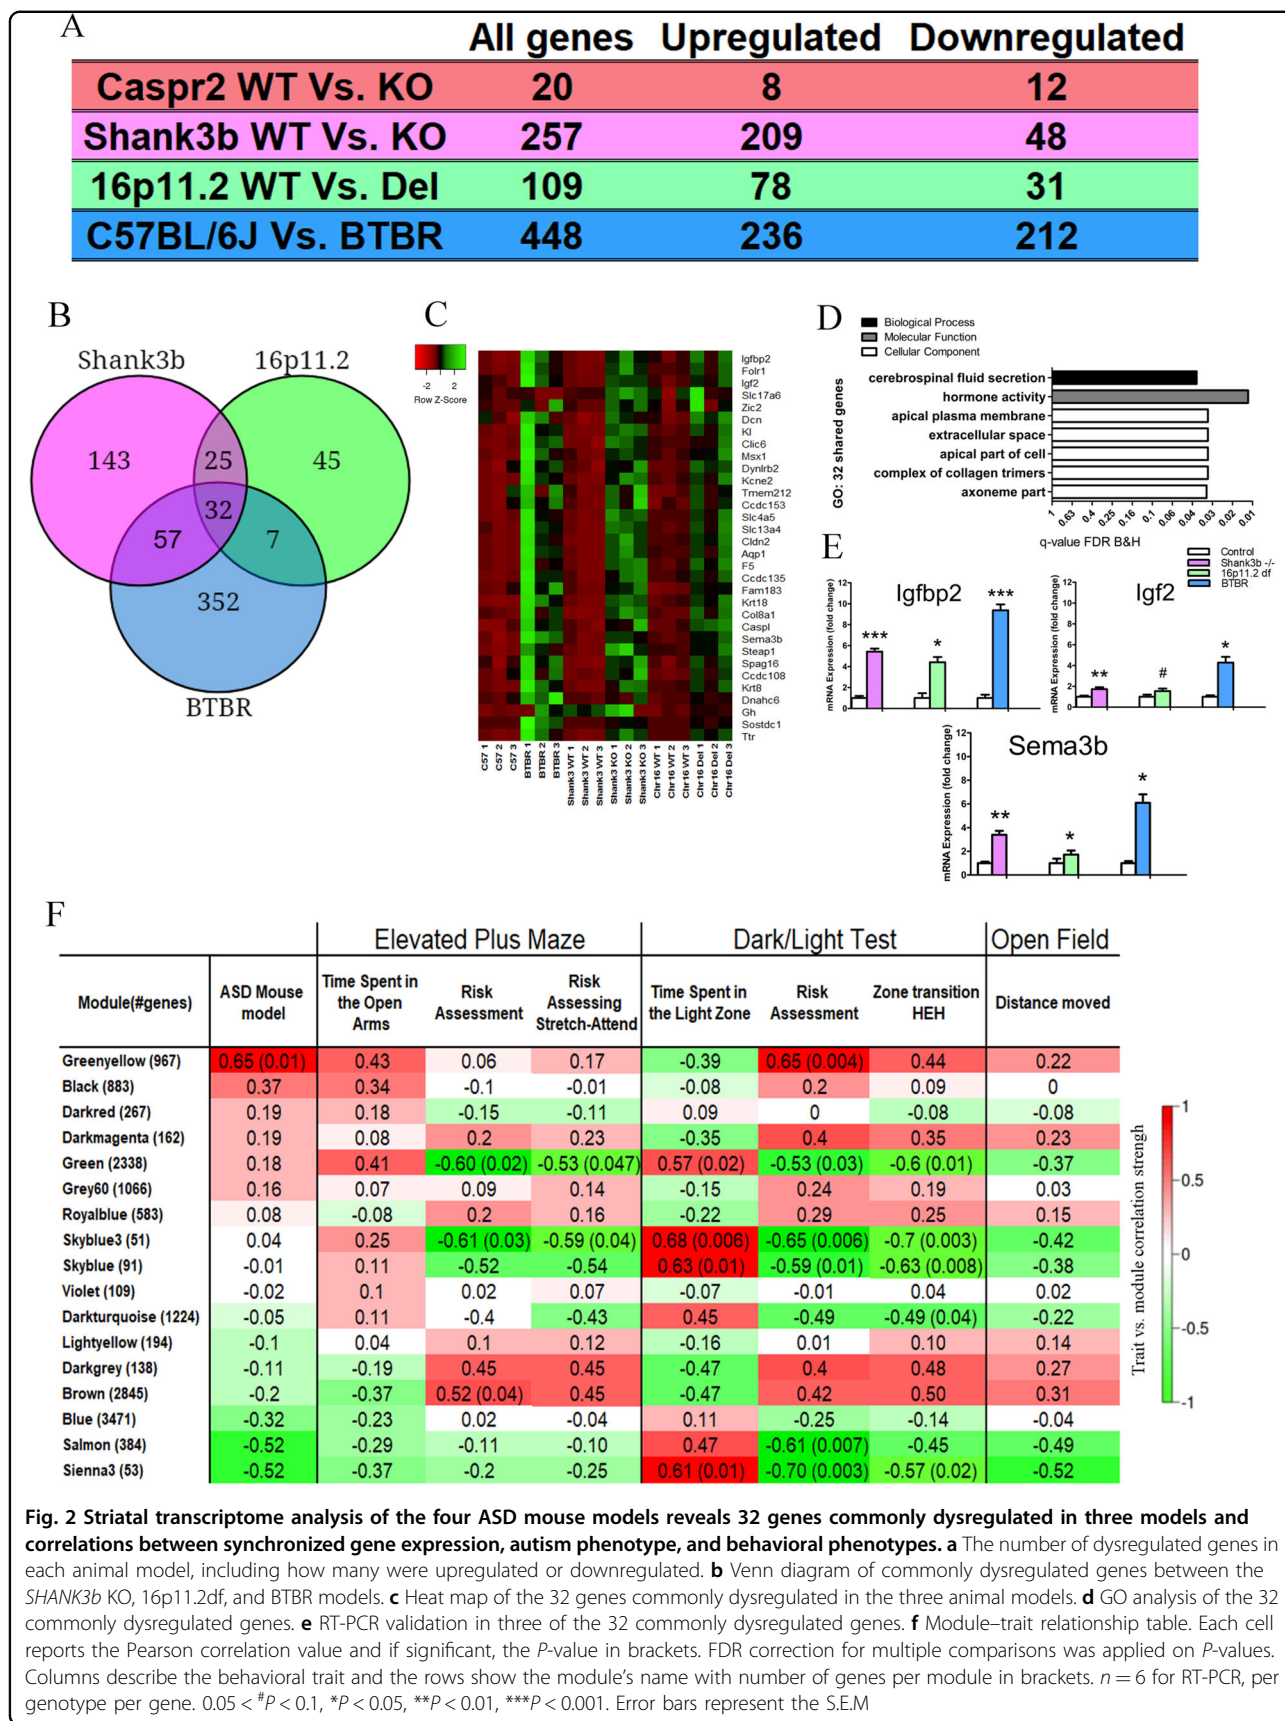 A
All genes Upregulated Downregulated
Caspr2 WT Vs. KO 20 8 12
Shank3b WT Vs. KO 257 209 48
16p11.2 WT Vs. Del 109 78 31
C57BL/6J Vs. BTBR 448 236 212
B
Shank3b 16p11.2
143 25 45
32
57 7
352
BTBR
C
-2 2
Row Z-Score
Igfbp2
Folr1
Igf2
Slc17a6
Zic2
Dcn
Kl
Clic6
Msx1
Dynlrb2
Kcne2
Tmem212
Ccdc153
Slc4a5
Slc13a4
Cldn2
Aqp1
F5
Ccdc135
Fam183
Krt18
Col8a1
Caspl
Sema3b
Steap1
Spag16
Ccdc108
Krt8
Dnahc6
Gh
Sostdc1
Ttr
C57 1
C57 2
C57 3
BTBR 1
BTBR 2
BTBR 3
Shank3 WT 1
Shank3 WT 2
Shank3 WT 3
Shank3 KO 1
Shank3 KO 2
Shank3 KO 3
Chr16 WT 1
Chr16 WT 2
Chr16 WT 3
Chr16 Del 1
Chr16 Del 2
Chr16 Del 3
D
Biological Process
Molecular Function
Cellular Component
GO: 32 shared genes
cerebrospinal fluid secretion
hormone activity
apical plasma membrane
extracellular space
apical part of cell
complex of collagen trimers
axoneme part
1 0.63 0.4 0.25 0.16 0.1 0.06 0.04 0.03 0.02 0.01
q-value FDR B&H
E
Control
Shank3b -/-
16p11.2 df
BTBR
Igfbp2
mRNA Expression (fold change)
12
10
8
6
4
2
0
*** * ***
Igf2
mRNA Expression (fold change)
12
10
8
6
4
2
0
** # *
Sema3b
mRNA Expression (fold change)
12
10
8
6
4
2
0
** * *
F
Elevated Plus Maze Dark/Light Test Open Field
Module(#genes) ASD Mouse model Time Spent in the Open Arms Risk Assessment Risk Assessing Stretch-Attend Time Spent in the Light Zone Risk Assessment Zone transition HEH Distance moved
Greenyellow (967) 0.65 (0.01) 0.43 0.06 0.17 -0.39 0.65 (0.004) 0.44 0.22
Black (883) 0.37 0.34 -0.1 -0.01 -0.08 0.2 0.09 0
Darkred (267) 0.19 0.18 -0.15 -0.11 0.09 0 -0.08 -0.08
Darkmagenta (162) 0.19 0.08 0.2 0.23 -0.35 0.4 0.35 0.23
Green (2338) 0.18 0.41 -0.60 (0.02) -0.53 (0.047) 0.57 (0.02) -0.53 (0.03) -0.6 (0.01) -0.37
Grey60 (1066) 0.16 0.07 0.09 0.14 -0.15 0.24 0.19 0.03
Royalblue (583) 0.08 -0.08 0.2 0.16 -0.22 0.29 0.25 0.15
Skyblue3 (51) 0.04 0.25 -0.61 (0.03) -0.59 (0.04) 0.68 (0.006) -0.65 (0.006) -0.7 (0.003) -0.42
Skyblue (91) -0.01 0.11 -0.52 -0.54 0.63 (0.01) -0.59 (0.01) -0.63 (0.008) -0.38
Violet (109) -0.02 0.1 0.02 0.07 -0.07 -0.01 0.04 0.02
Darkturquoise (1224) -0.05 0.11 -0.4 -0.43 0.45 -0.49 -0.49 (0.04) -0.22
Lightyellow (194) -0.1 0.04 0.1 0.12 -0.16 0.01 0.10 0.14
Darkgrey (138) -0.11 -0.19 0.45 0.45 -0.47 0.4 0.48 0.27
Brown (2845) -0.2 -0.37 0.52 (0.04) 0.45 -0.47 0.42 0.50 0.31
Blue (3471) -0.32 -0.23 0.02 -0.04 0.11 -0.25 -0.14 -0.04
Salmon (384) -0.52 -0.29 -0.11 -0.10 0.47 -0.61 (0.007) -0.45 -0.49
Sienna3 (53) -0.52 -0.37 -0.2 -0.25 0.61 (0.01) -0.70 (0.003) -0.57 (0.02) -0.52
Trait vs. module correlation strengh
1
0.5
0
-0.5
-1
Fig. 2 Striatal transcriptome analysis of the four ASD mouse models reveals 32 genes commonly dysregulated in three models and
correlations between synchronized gene expression, autism phenotype, and behavioral phenotypes. a The number of dysregulated genes in
each animal model, including how many were upregulated or downregulated. b Venn diagram of commonly dysregulated genes between the
SHANK3b KO, 16p11.2df, and BTBR models. c Heat map of the 32 genes commonly dysregulated in the three animal models. d GO analysis of the 32
commonly dysregulated genes. e RT-PCR validation in three of the 32 commonly dysregulated genes. f Module–trait relationship table. Each cell
reports the Pearson correlation value and if significant, the P-value in brackets. FDR correction for multiple comparisons was applied on P-values.
Columns describe the behavioral trait and the rows show the module's name with number of genes per module in brackets. n = 6 for RT-PCR, per
genotype per gene. 0.05 < #P < 0.1, *P < 0.05, **P < 0.01, ***P < 0.001. Error bars represent the S.E.M